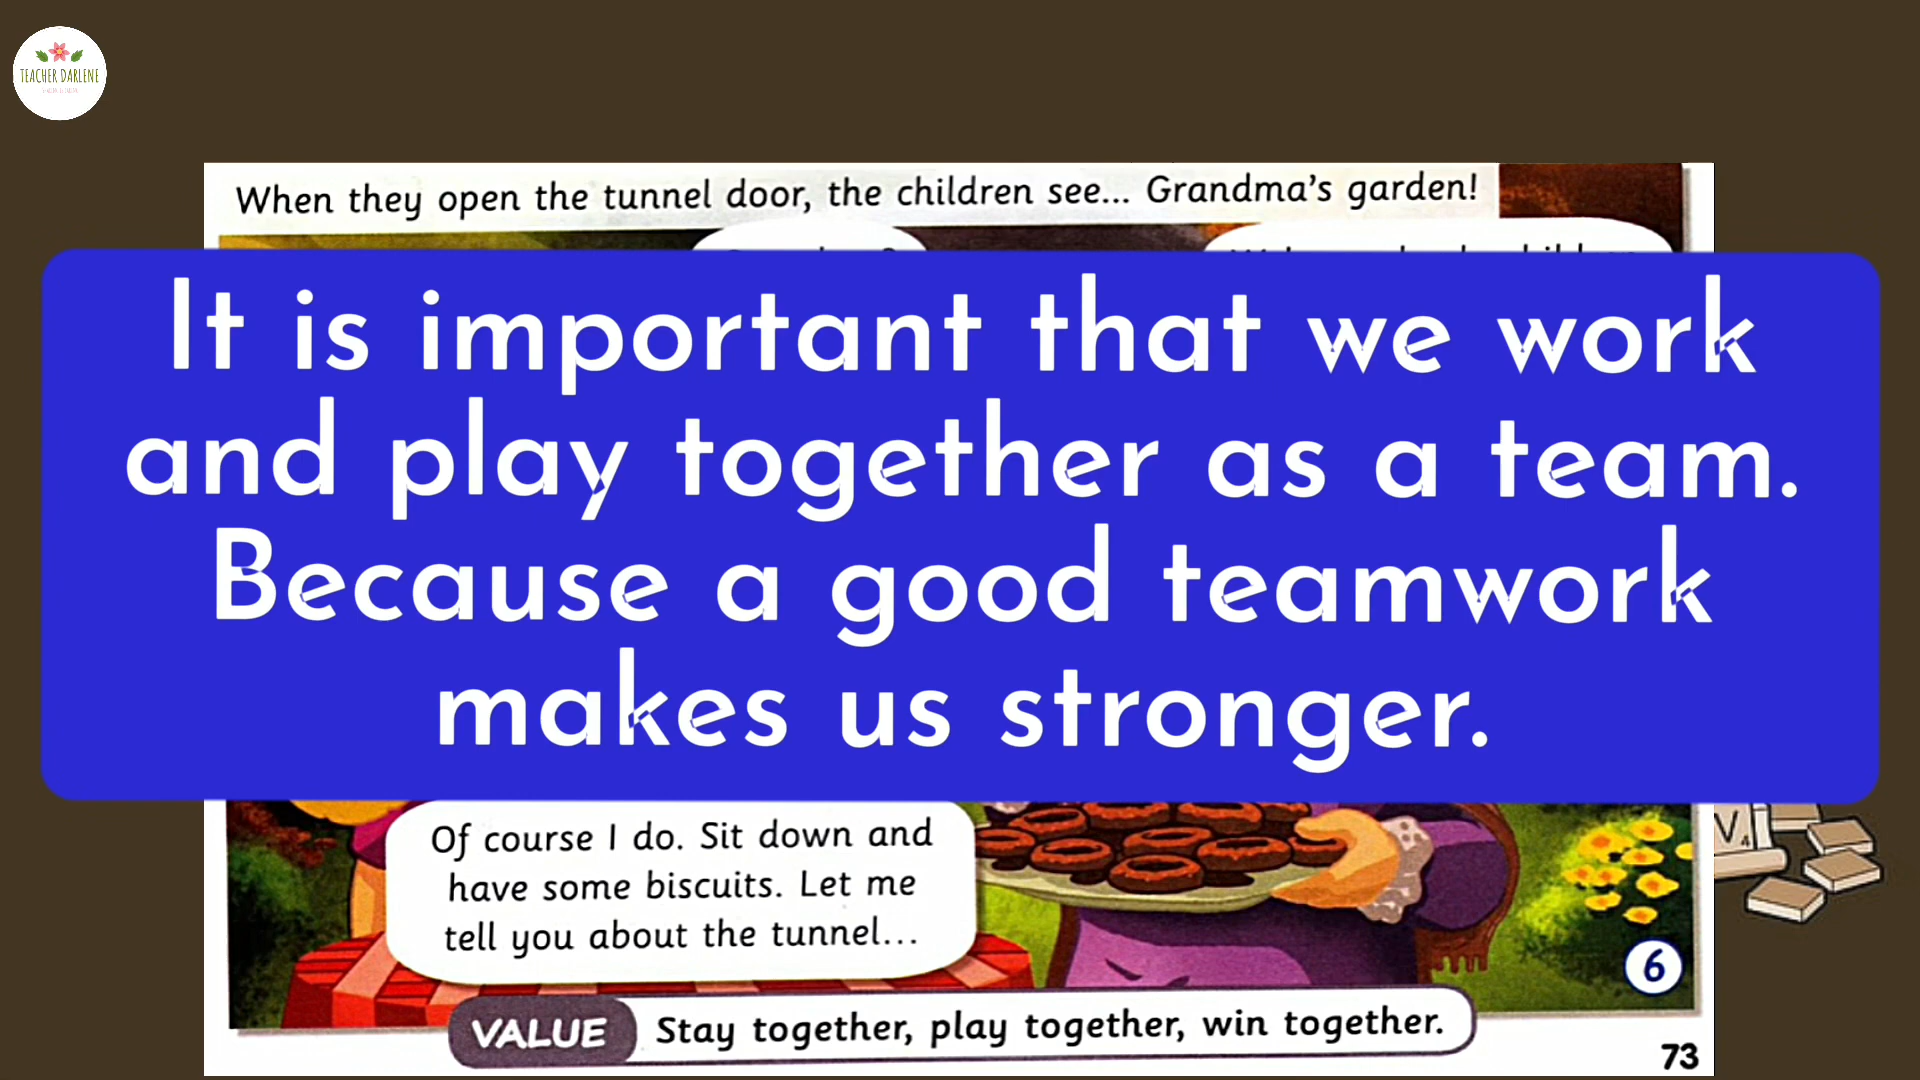 TEACHER DARLENE
When they open the tunnel door, the children see... Grandma's garden!
It is important that we work
and play together as a team.
Because a good teamwork
makes us stronger.
Of course I do. Sit down and
have some biscuits. Let me
tell you about the tunnel...
V4
6
VALUE Stay together, play together, win together.
73